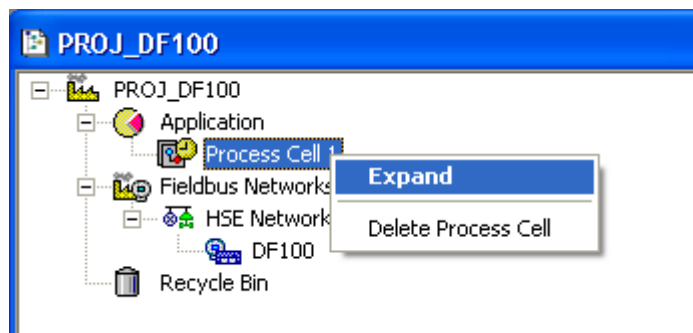 PROJ_DF100
PROJ_DF100
Application
Process Cell 1
Expand
Fieldbus Networks
Delete Process Cell
HSE Network
DF100
Recycle Bin